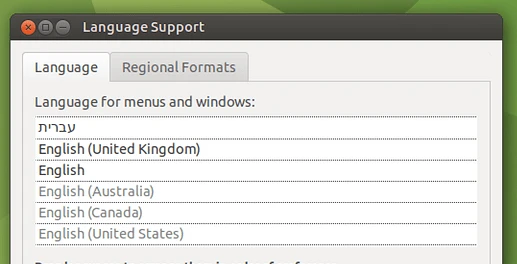 Language Support
Language
Regional Formats
Language for menus and windows:
עברית
English (United Kingdom)
English
English (Australia)
English (Canada)
English (United States)